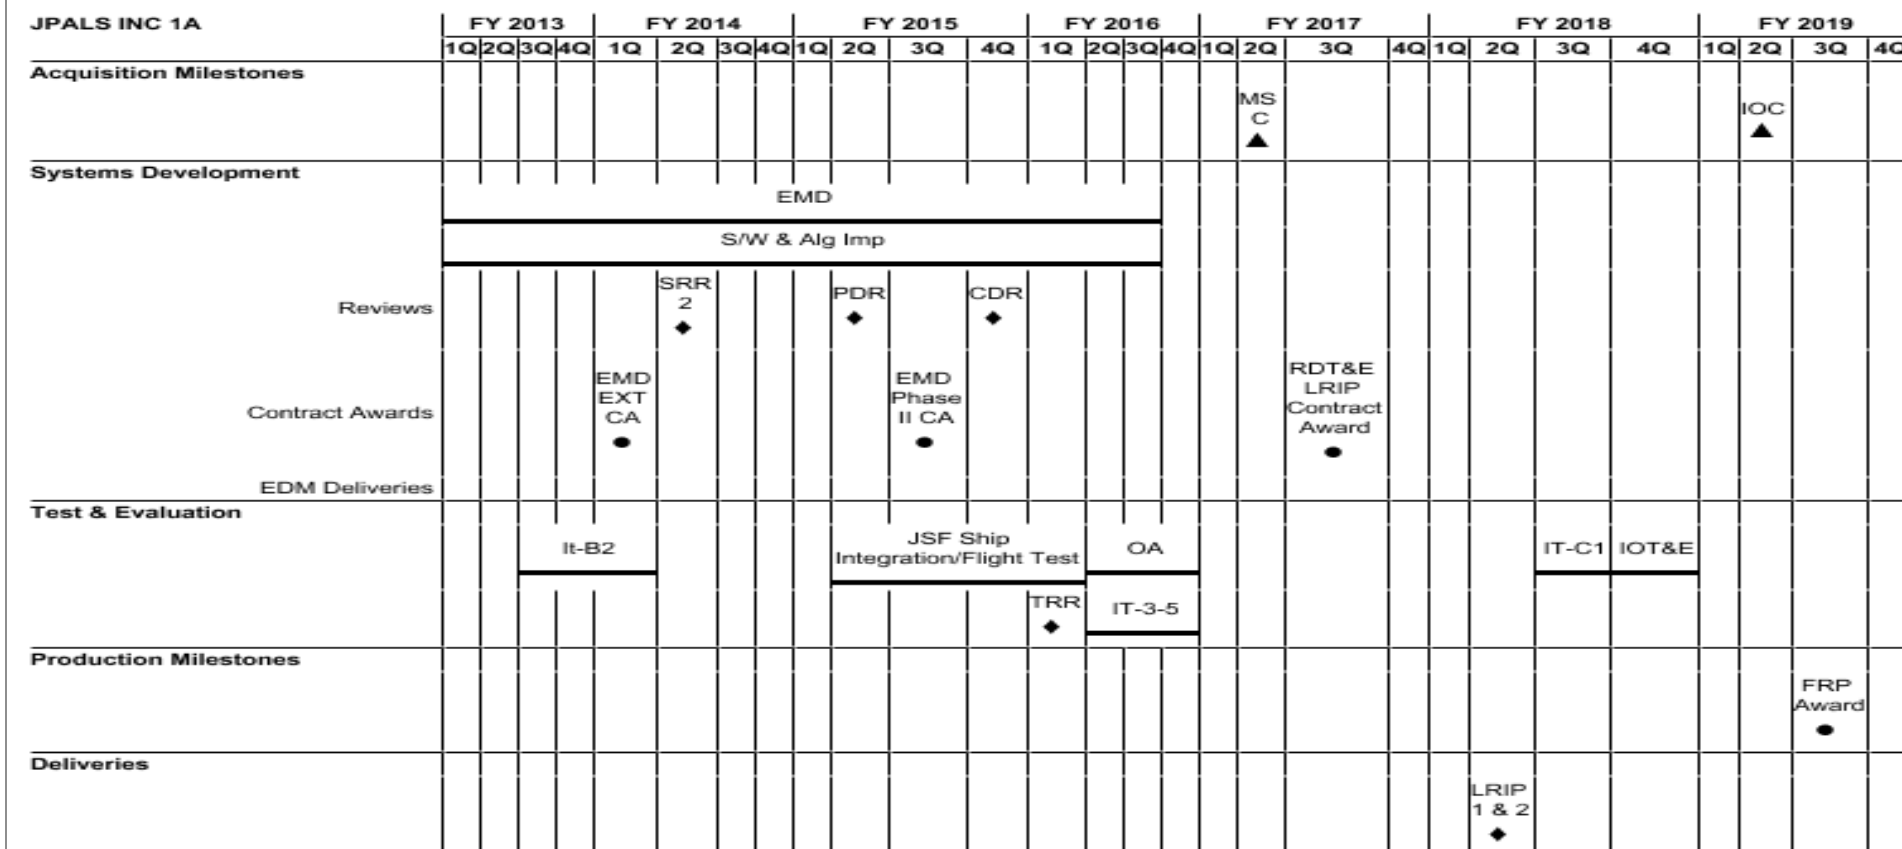 JPALS INC 1A FY 2013 FY 2014 FY 2015 FY 2016 FY 2017 FY 2018 FY 2019
1Q 2Q 3Q 4Q 1Q 2Q 3Q 4Q 1Q 2Q 3Q 4Q 1Q 2Q 3Q 4Q 1Q 2Q 3Q 4Q 1Q 2Q 3Q 4Q 1Q 2Q 3Q 4Q
Acquisition Milestones
MS
C
IOC
Systems Development
EMD
S/W & Alg Imp
Reviews
SRR
2
PDR
CDR
Contract Awards
EMD
EXT
CA
EMD
Phase
II CA
RDT&E
LRIP
Contract
Award
EDM Deliveries
Test & Evaluation
It-B2
JSF Ship
Integration/Flight Test
OA
IT-C1
IOT&E
TRR
IT-3-5
Production Milestones
FRP
Award
Deliveries
LRIP
1 & 2